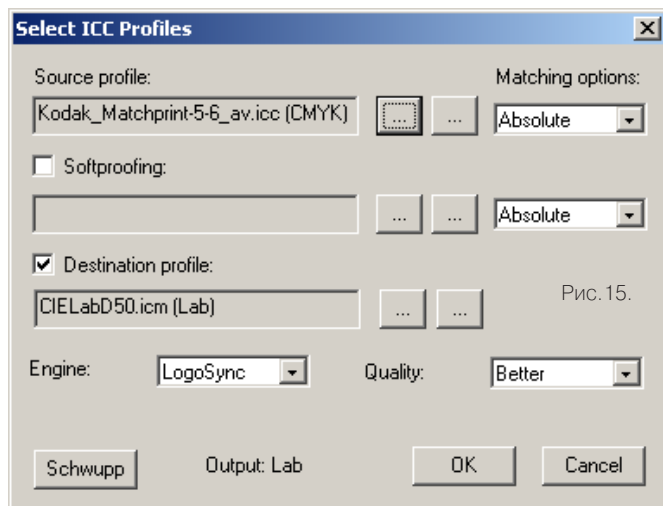 Select ICC Profiles
Source profile: Matching options:
Kodak_Matchprint-5-6_av.icc (CMYK) ... ... Absolute
Softproofing:
... ... Absolute
Destination profile:
CIELabD50.icm (Lab) ... ... Рис.15.
Engine: LogoSync Quality: Better
Schwupp Output: Lab OK Cancel